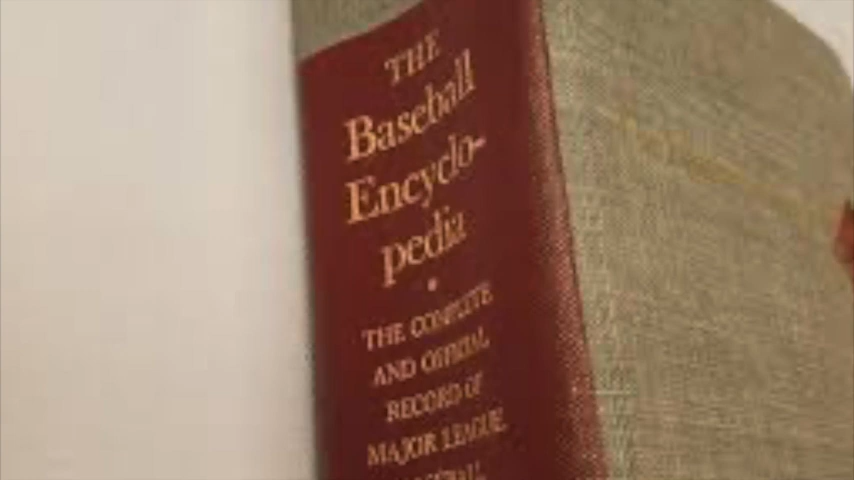 THE
Baseball
Encyclo-
pedia
THE COMPLETE
AND OFFICIAL
RECORD OF
MAJOR LEAGUE